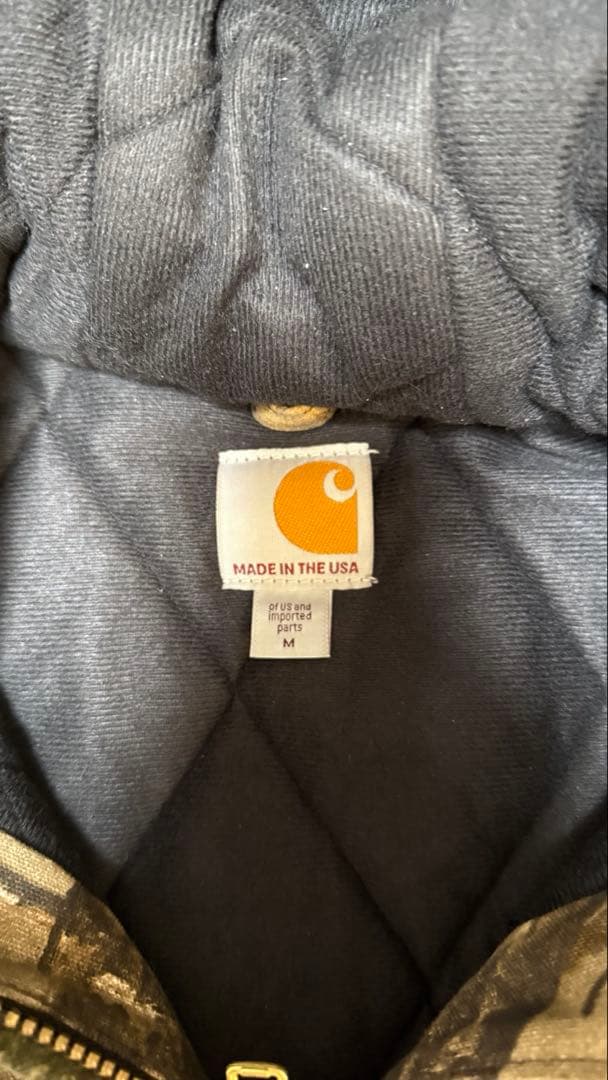 MADE IN THE USA
of US and
imported
parts
M